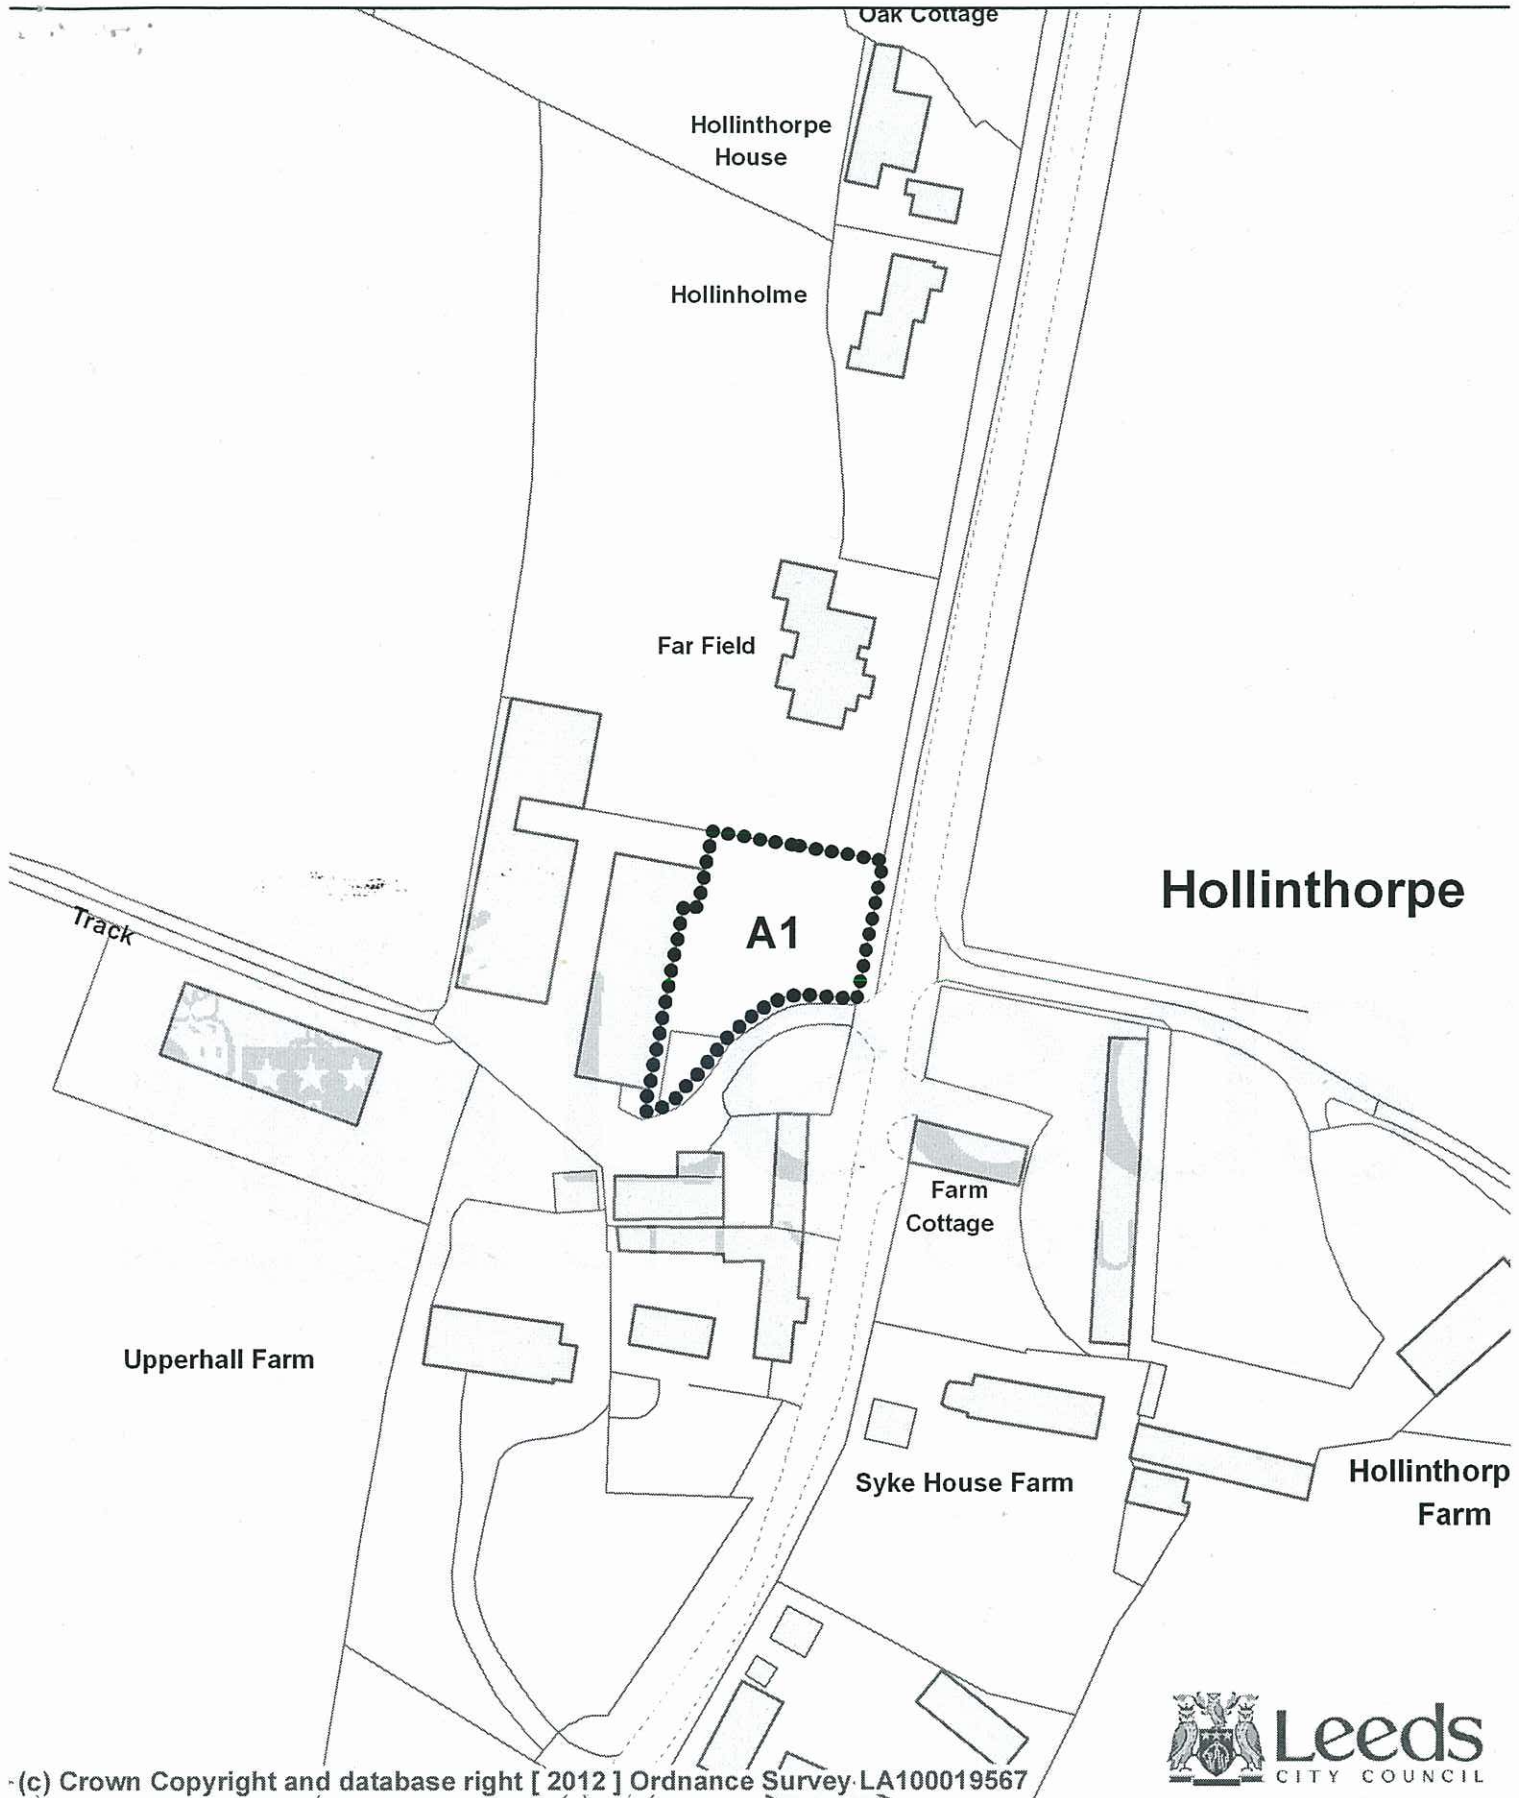 Oak Cottage
Hollinthorpe
House
Hollinholme
Far Field
Hollinthorpe
Track
A1
Farm
Cottage
Upperhall Farm
Syke House Farm
Hollinthorp
Farm
Leeds
CITY COUNCIL
(c) Crown Copyright and database right [ 2012 ] Ordnance Survey LA100019567